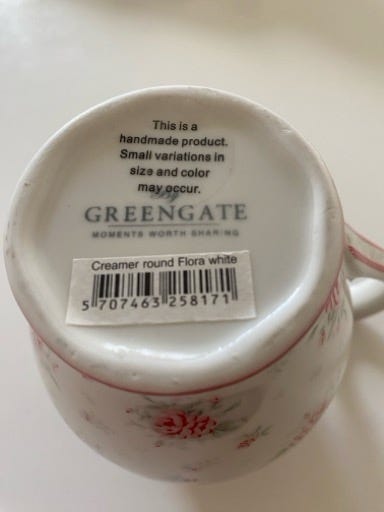 This is a
handmade product.
Small variations in
size and color
may occur.
By
GREENGATE
MOMENTS WORTH SHARING
Creamer round Flora white
5 707463 258171